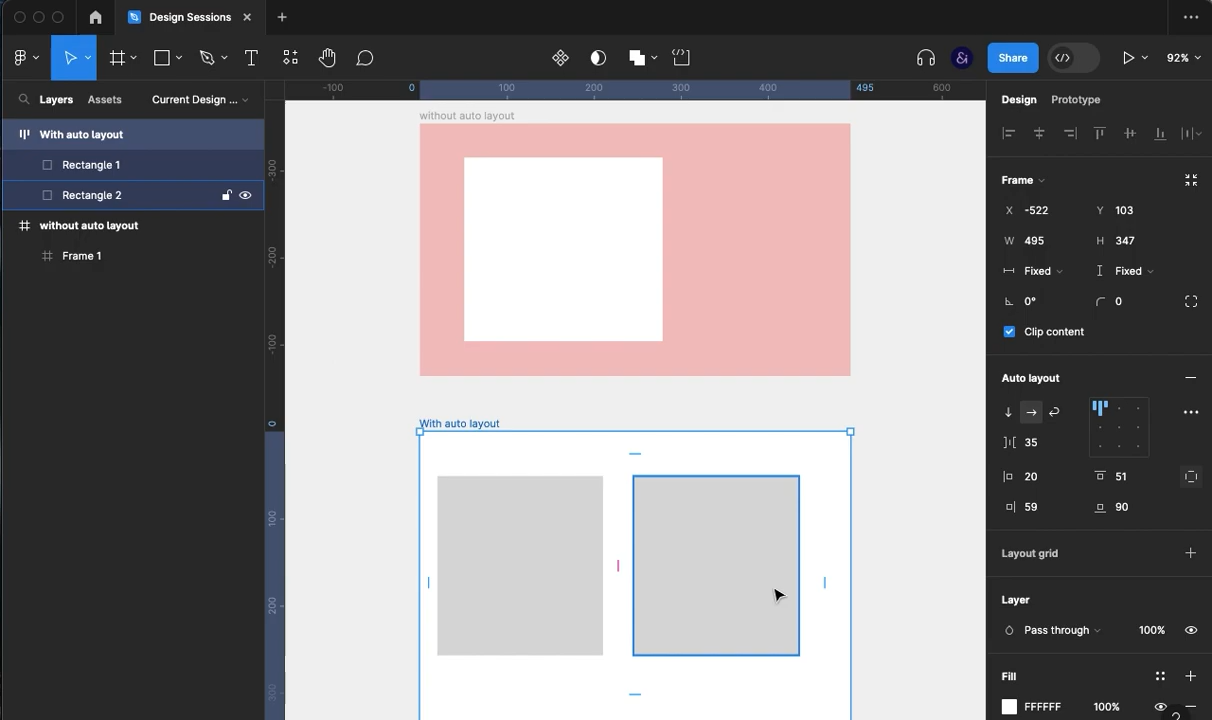 Design Sessions
Share
92%
Layers Assets Current Design ...
With auto layout
Rectangle 1
Rectangle 2
without auto layout
Frame 1
-100 0 100 200 300 400 495 600
-300
-200
-100
0
100
200
300
without auto layout
With auto layout
Design Prototype
Frame
X -522 Y 103
W 495 H 347
Fixed Fixed
0° 0
Clip content
Auto layout
35
20 51
59 90
Layout grid
Layer
Pass through 100%
Fill
FFFFFF 100%